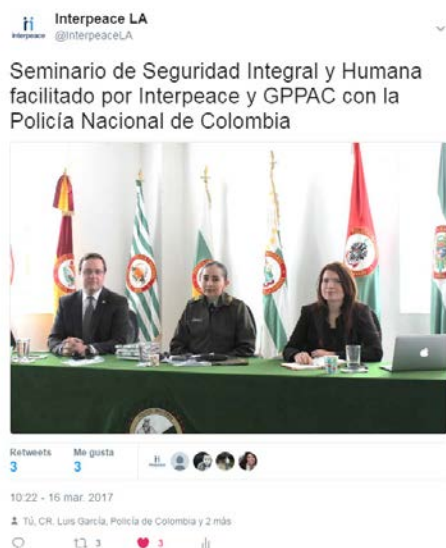 Interpeace LA
@InterpeaceLA
interpeace
Seminario de Seguridad Integral y Humana
facilitado por Interpeace y GPPAC con la
Policía Nacional de Colombia
Retweets Me gusta
3 3
10:22 - 16 mar. 2017
Tú, CR. Luis García, Policía de Colombia y 2 más
3 3